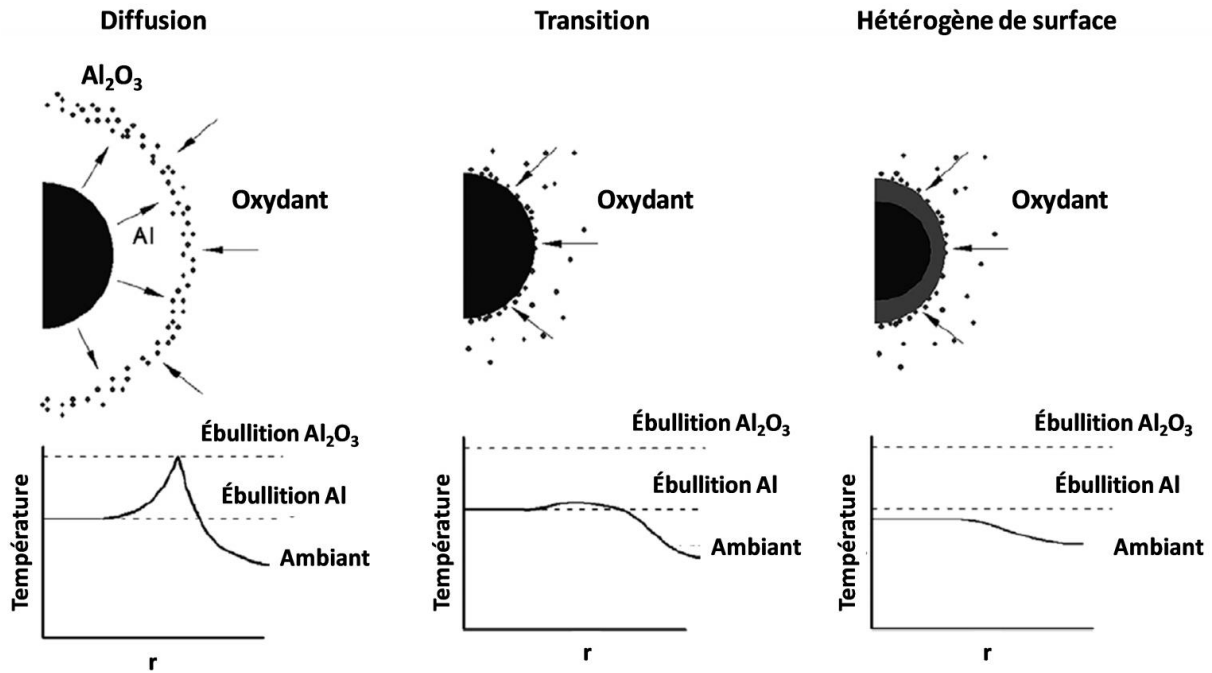 Diffusion
Transition
Hétérogène de surface
Al₂O₃
Oxydant
Al
Oxydant
Oxydant
Ébullition Al₂O₃
Ébullition Al
Ambiant
Température
r
Ébullition Al₂O₃
Ébullition Al
Ambiant
Température
r
Ébullition Al₂O₃
Ébullition Al
Ambiant
Température
r